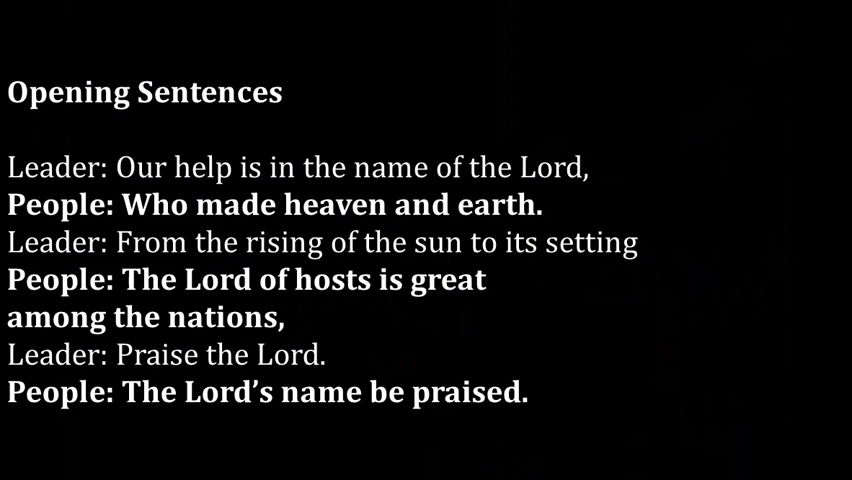 Opening Sentences
Leader: Our help is in the name of the Lord,
People: Who made heaven and earth.
Leader: From the rising of the sun to its setting
People: The Lord of hosts is great
among the nations,
Leader: Praise the Lord.
People: The Lord’s name be praised.